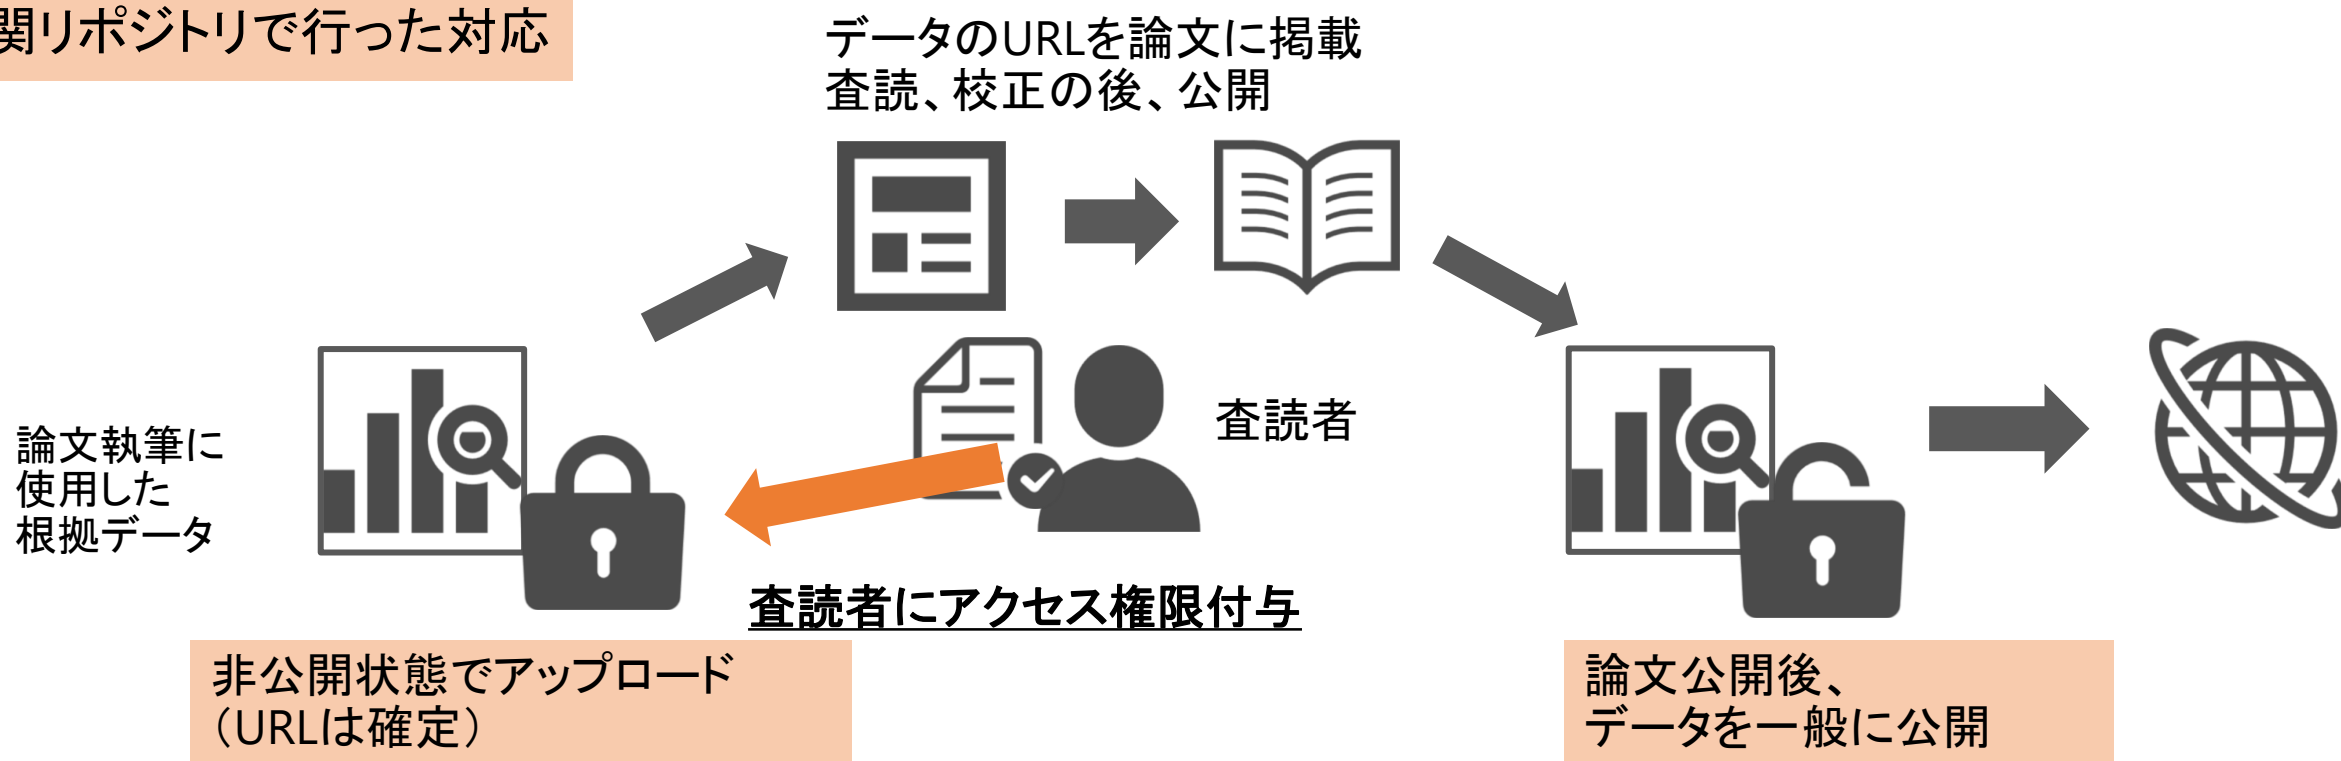 関リポジトリで行った対応
データのURLを論文に掲載
査読、校正の後、公開
論文執筆に
使用した
根拠データ
査読者
査読者にアクセス権限付与
非公開状態でアップロード
（URLは確定）
論文公開後、
データを一般に公開